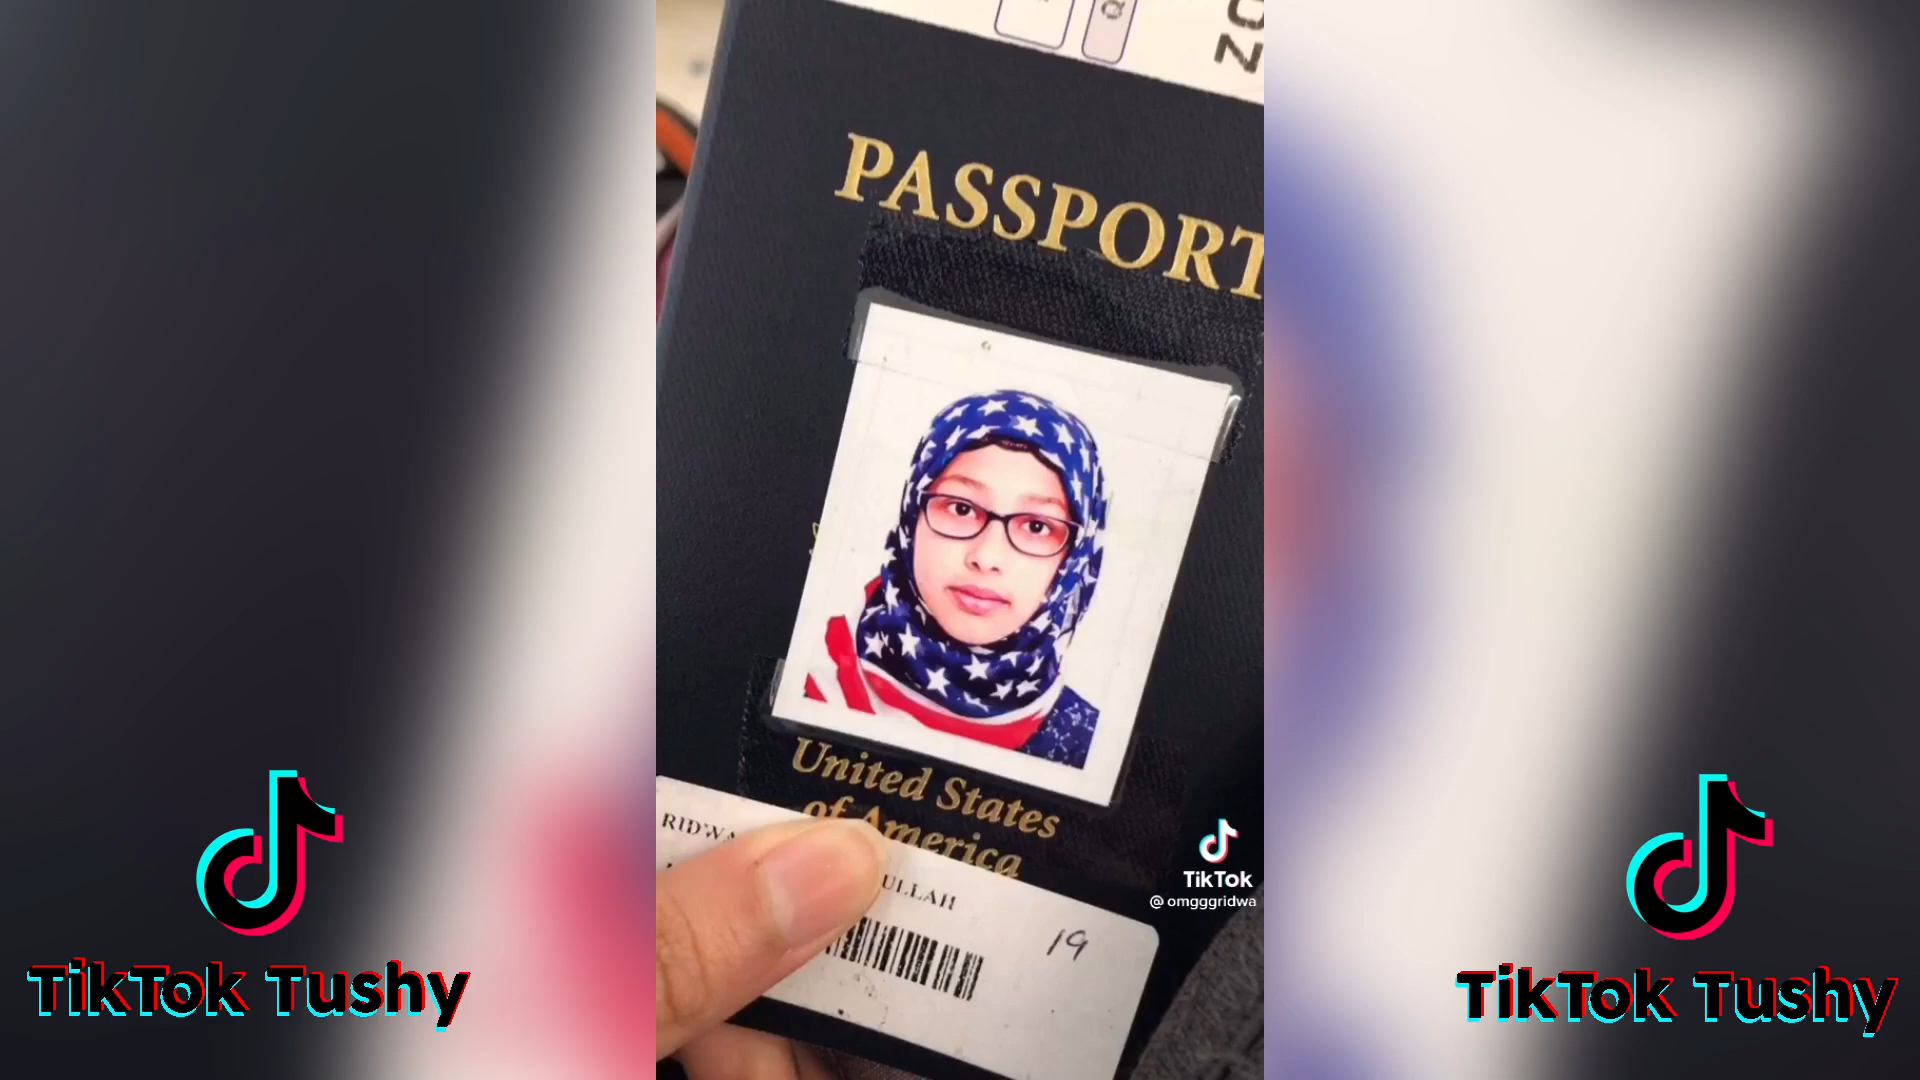 PASSPORT
United States
of America
RIDWA
ULLAH
19
TikTok
@omgggridwa
TikTok Tushy
TikTok Tushy